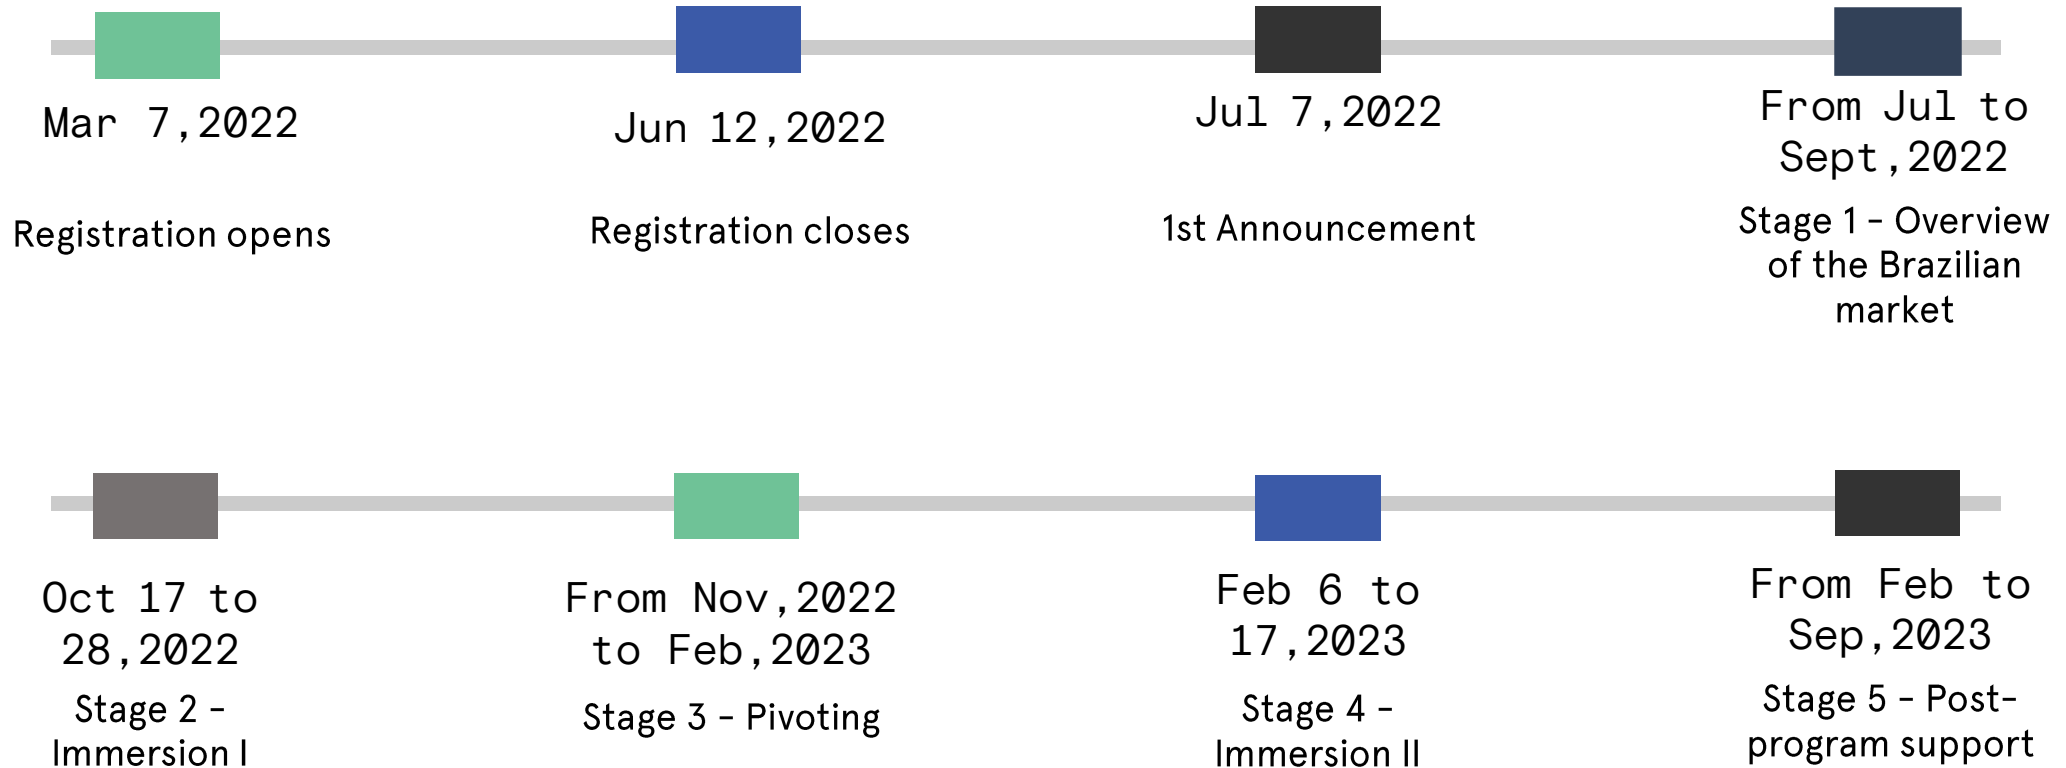 Mar 7,2022
Registration opens
Jun 12,2022
Registration closes
Jul 7,2022
1st Announcement
From Jul to
Sept,2022
Stage 1 - Overview
of the Brazilian
market
Oct 17 to
28,2022
Stage 2 -
Immersion I
From Nov,2022
to Feb,2023
Stage 3 - Pivoting
Feb 6 to
17,2023
Stage 4 -
Immersion II
From Feb to
Sep,2023
Stage 5 - Post-
program support